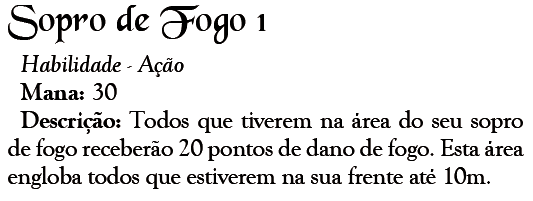 Sopro de Fogo 1
Habilidade - Ação
Mana: 30
Descrição: Todos que tiverem na área do seu sopro
de fogo receberão 20 pontos de dano de fogo. Esta área
engloba todos que estiverem na sua frente até 10m.